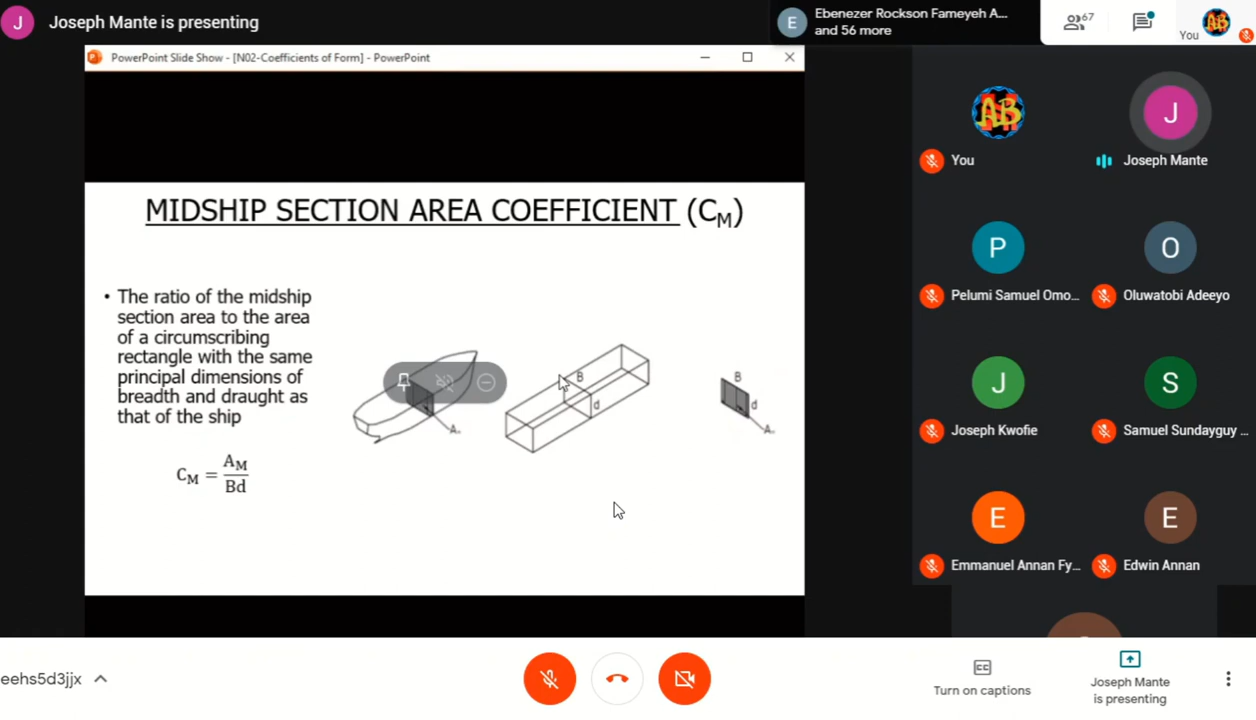 J Joseph Mante is presenting
E Ebenezer Rockson Fameyeh A...
and 56 more
67
You
PowerPoint Slide Show - [N02-Coefficients of Form] - PowerPoint
MIDSHIP SECTION AREA COEFFICIENT (CM)
• The ratio of the midship
section area to the area
of a circumscribing
rectangle with the same
principal dimensions of
breadth and draught as
that of the ship
CM = AM
Bd
B
d
B
d
AB
You
J
Joseph Mante
P
Pelumi Samuel Omo...
O
Oluwatobi Adeeyo
J
Joseph Kwofie
S
Samuel Sundayguy ...
E
Emmanuel Annan Fy...
E
Edwin Annan
eehs5d3jjx
CC
Turn on captions
Joseph Mante
is presenting